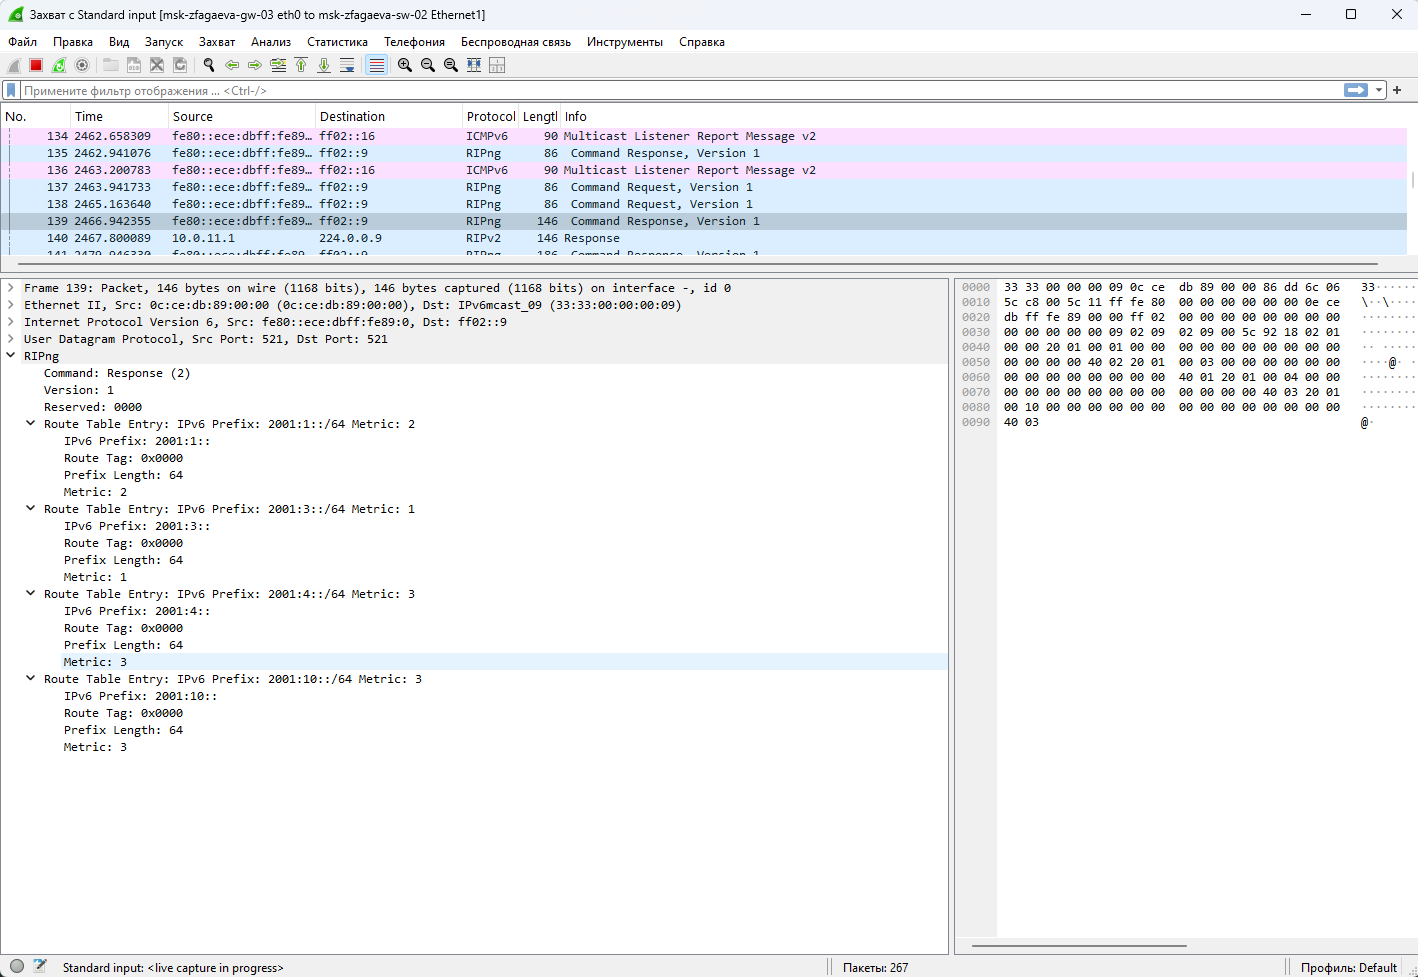 Захват с Standard input [msk-zfagaeva-gw-03 eth0 to msk-zfagaeva-sw-02 Ethernet1]
Файл Правка Вид Запуск Захват Анализ Статистика Телефония Беспроводная связь Инструменты Справка
Примените фильтр отображения ... <Ctrl-/>
No. Time Source Destination Protocol Lengtl Info
134 2462.658309 fe80::ece:dbff:fe89… ff02::16 ICMPv6 90 Multicast Listener Report Message v2
135 2462.941076 fe80::ece:dbff:fe89… ff02::9 RIPng 86 Command Response, Version 1
136 2463.200783 fe80::ece:dbff:fe89… ff02::16 ICMPv6 90 Multicast Listener Report Message v2
137 2463.941733 fe80::ece:dbff:fe89… ff02::9 RIPng 86 Command Request, Version 1
138 2465.163640 fe80::ece:dbff:fe89… ff02::9 RIPng 86 Command Request, Version 1
139 2466.942355 fe80::ece:dbff:fe89… ff02::9 RIPng 146 Command Response, Version 1
140 2467.800089 10.0.11.1 224.0.0.9 RIPv2 146 Response
141 2479.946330 fe80::ece:dbff:fe89… ff02::9 RIPng 186 Command Response, Version 1
Frame 139: Packet, 146 bytes on wire (1168 bits), 146 bytes captured (1168 bits) on interface -, id 0
Ethernet II, Src: 0c:ce:db:89:00:00 (0c:ce:db:89:00:00), Dst: IPv6mcast_09 (33:33:00:00:00:09)
Internet Protocol Version 6, Src: fe80::ece:dbff:fe89:0, Dst: ff02::9
User Datagram Protocol, Src Port: 521, Dst Port: 521
RIPng
Command: Response (2)
Version: 1
Reserved: 0000
Route Table Entry: IPv6 Prefix: 2001:1::/64 Metric: 2
IPv6 Prefix: 2001:1::
Route Tag: 0x0000
Prefix Length: 64
Metric: 2
Route Table Entry: IPv6 Prefix: 2001:3::/64 Metric: 1
IPv6 Prefix: 2001:3::
Route Tag: 0x0000
Prefix Length: 64
Metric: 1
Route Table Entry: IPv6 Prefix: 2001:4::/64 Metric: 3
IPv6 Prefix: 2001:4::
Route Tag: 0x0000
Prefix Length: 64
Metric: 3
Route Table Entry: IPv6 Prefix: 2001:10::/64 Metric: 3
IPv6 Prefix: 2001:10::
Route Tag: 0x0000
Prefix Length: 64
Metric: 3
0000 33 33 00 00 00 09 0c ce db 89 00 00 86 dd 6c 06 33······
0010 5c c8 00 5c 11 ff fe 80 00 00 00 00 00 00 0e ce \··\····
0020 db ff fe 89 00 00 ff 02 00 00 00 00 00 00 00 00 ········
0030 00 00 00 00 00 09 02 09 02 09 00 5c 92 18 02 01 ········
0040 00 00 20 01 00 01 00 00 00 00 00 00 00 00 00 00 ·· ·····
0050 00 00 00 00 40 02 20 01 00 03 00 00 00 00 00 00 ····@· ·
0060 00 00 00 00 00 00 00 00 40 01 20 01 00 04 00 00 ········
0070 00 00 00 00 00 00 00 00 00 00 00 00 40 03 20 01 ········
0080 00 10 00 00 00 00 00 00 00 00 00 00 00 00 00 00 ········
0090 40 03 @·
Standard input: <live capture in progress> Пакеты: 267 Профиль: Default